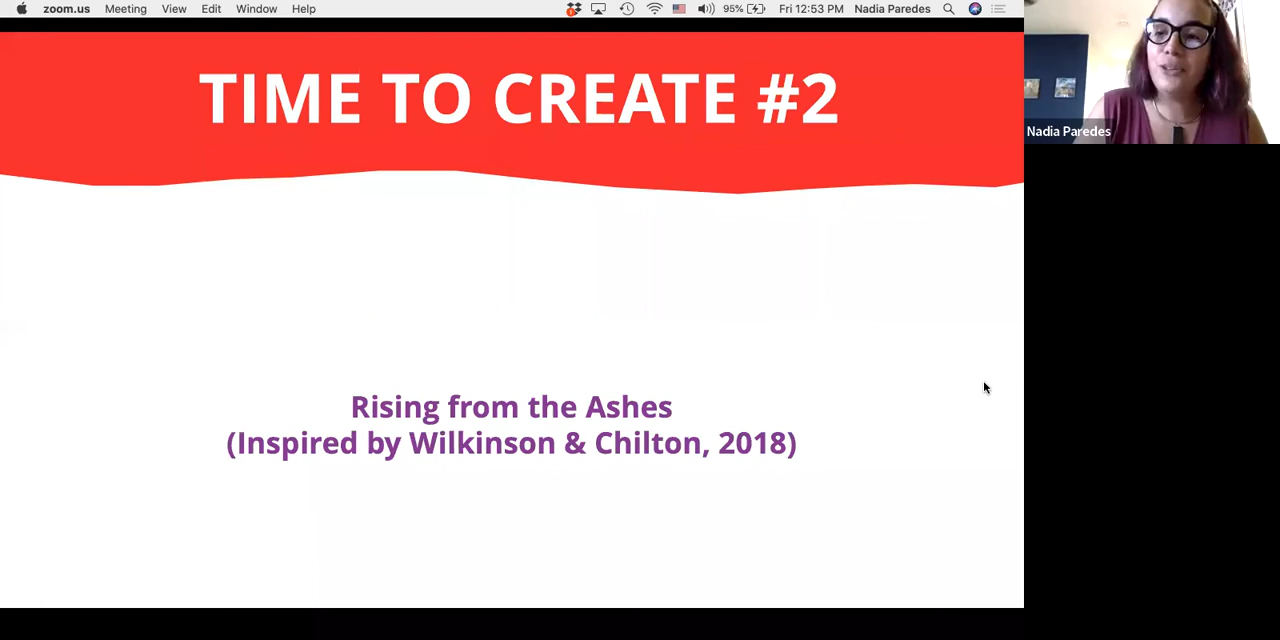 zoom.us Meeting View Edit Window Help 95% Fri 12:53 PM Nadia Paredes
TIME TO CREATE #2
Nadia Paredes
Rising from the Ashes
(Inspired by Wilkinson & Chilton, 2018)